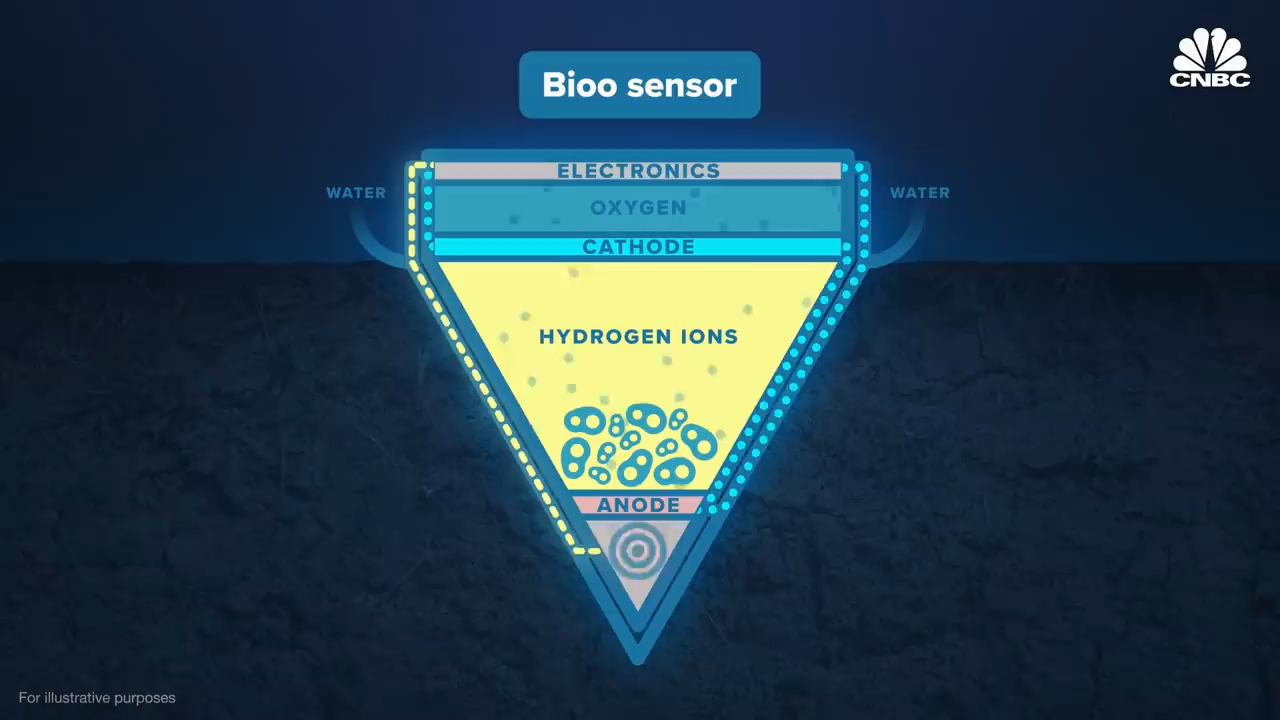 Bioo sensor
CNBC
ELECTRONICS
WATER
WATER
OXYGEN
CATHODE
HYDROGEN IONS
ANODE
For illustrative purposes